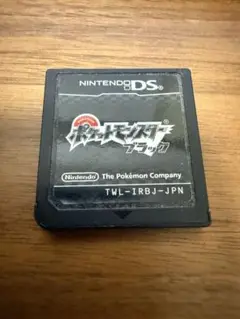 NINTENDO DS
ポケットモンスター
ブラック
Nintendo The Pokémon Company
TWL-IRBJ-JPN